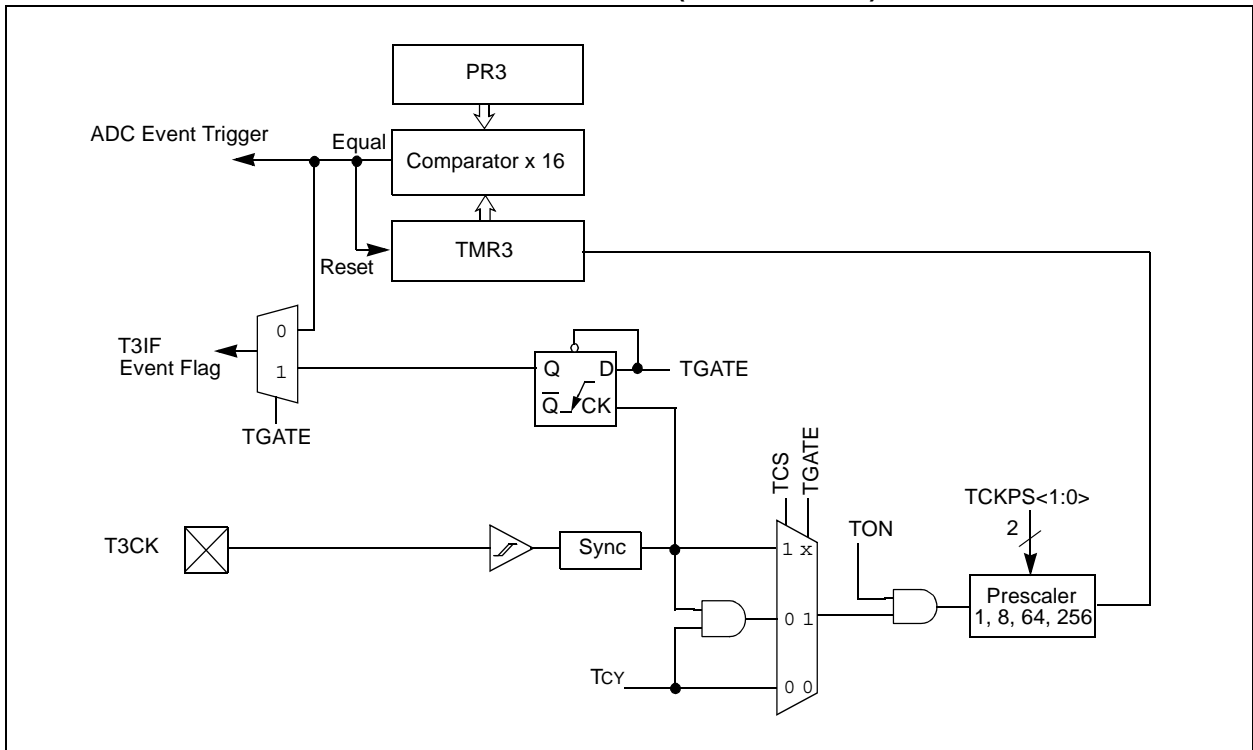 PR3
ADC Event Trigger
Equal
Comparator x 16
Reset
TMR3
0
1
T3IF
Event Flag
TGATE
Q
D
Q̅
CK
TGATE
TCS
TGATE
T3CK
Sync
1 x
0 1
0 0
TCY
TON
TCKPS<1:0>
2
Prescaler
1, 8, 64, 256